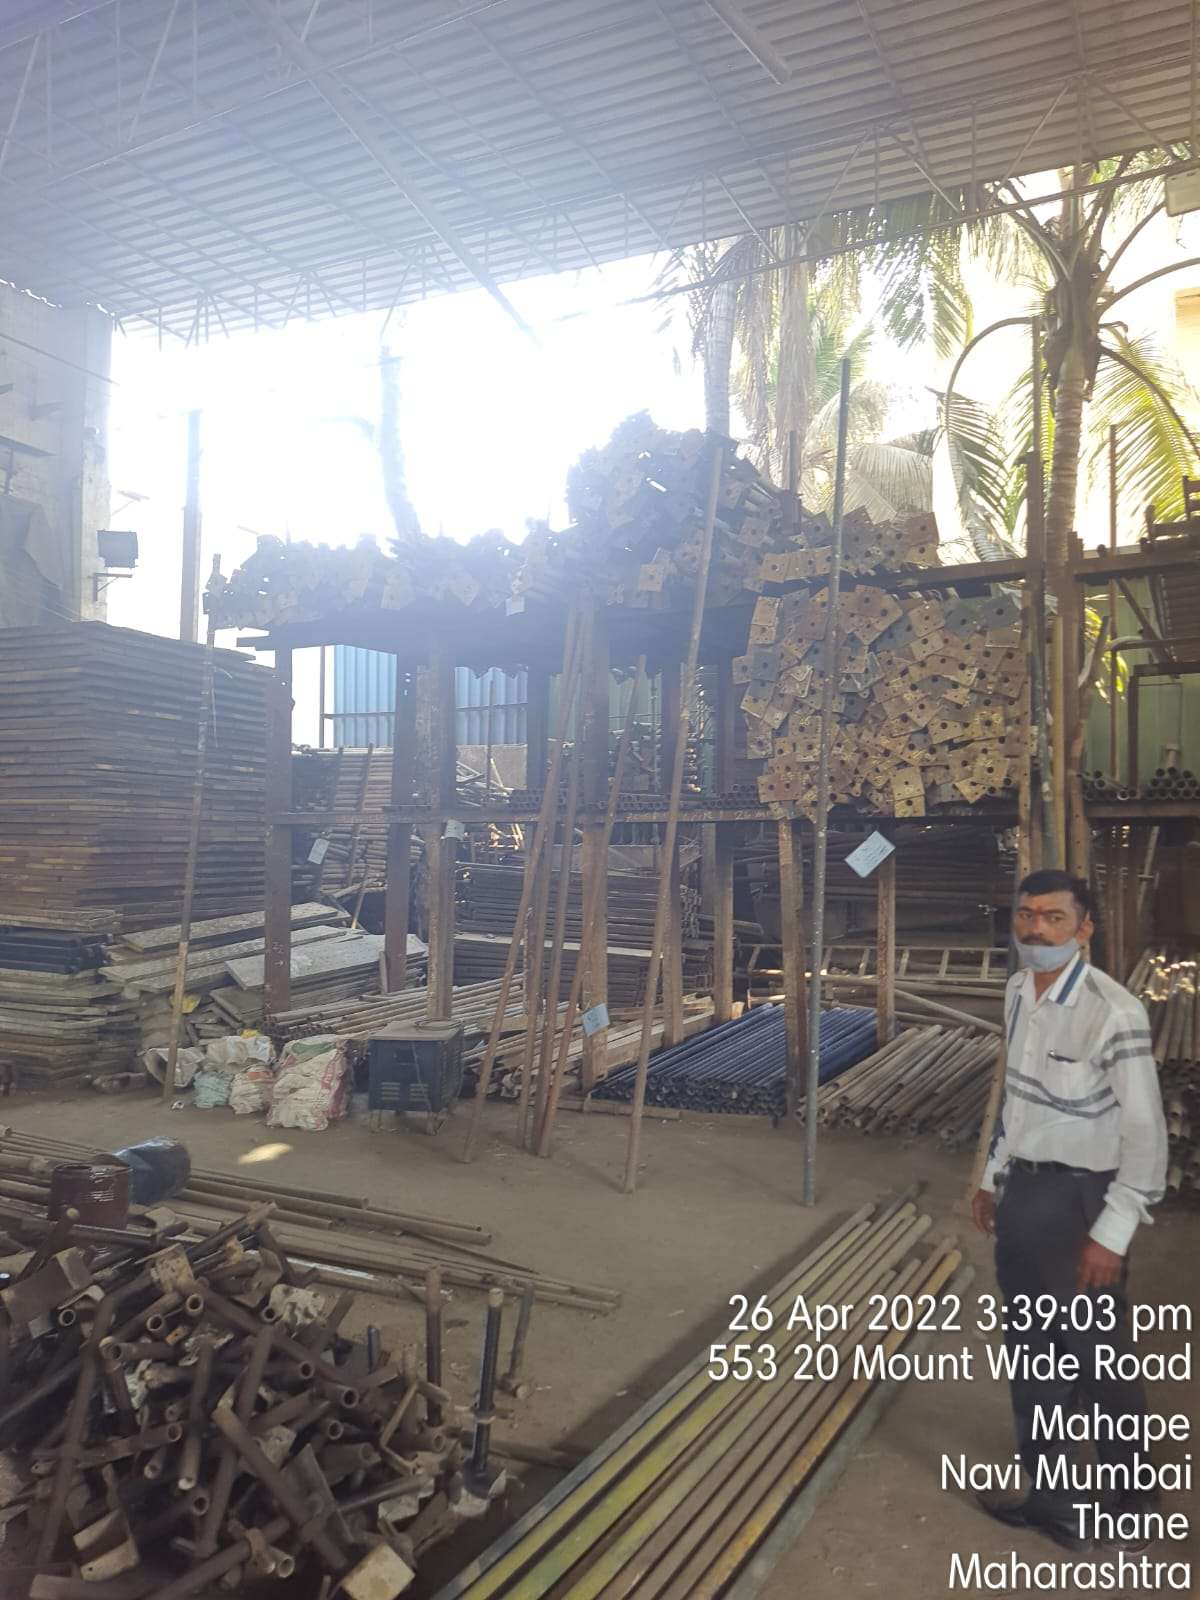 26 Apr 2022 3:39:03 pm
553 20 Mount Wide Road
Mahape
Navi Mumbai
Thane
Maharashtra